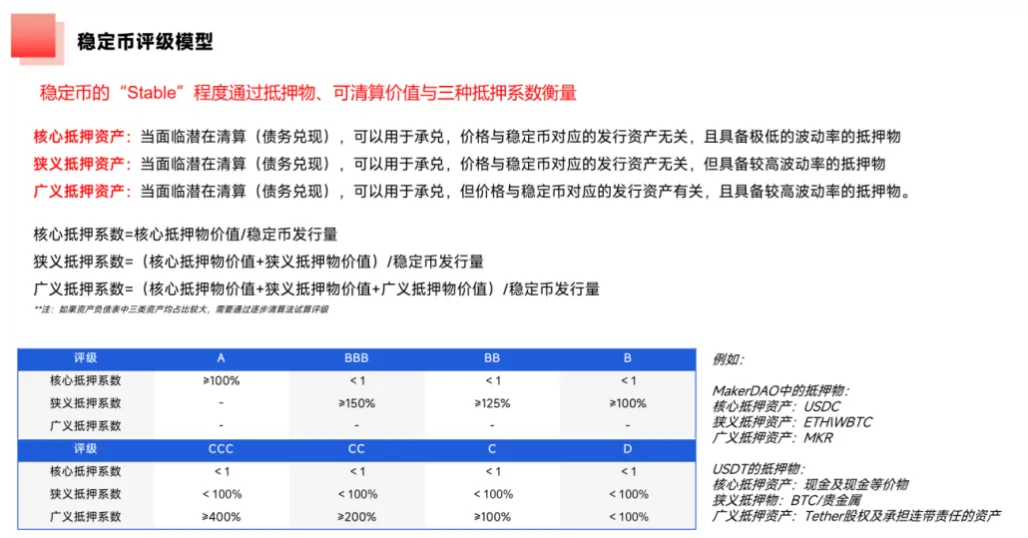 稳定币评级模型
稳定币的“Stable”程度通过抵押物、可清算价值与三种抵押系数衡量
核心抵押资产：当面临潜在清算（债务兑现），可以用于承兑，价格与稳定币对应的发行资产无关，且具备极低的波动率的抵押物
狭义抵押资产：当面临潜在清算（债务兑现），可以用于承兑，价格与稳定币对应的发行资产无关，但具备较高波动率的抵押物
广义抵押资产：当面临潜在清算（债务兑现），可以用于承兑，但价格与稳定币对应的发行资产有关，且具备较高波动率的抵押物。
核心抵押系数=核心抵押物价值/稳定币发行量
狭义抵押系数=（核心抵押物价值+狭义抵押物价值）/稳定币发行量
广义抵押系数=（核心抵押物价值+狭义抵押物价值+广义抵押物价值）/稳定币发行量
**注：如果资产负债表中三类资产均占比较大，需要通过逐步清算法试算评级
评级 A BBB BB B
核心抵押系数 ≥100% <1 <1 <1
狭义抵押系数 - ≥150% ≥125% ≥100%
广义抵押系数 - - - -
评级 CCC CC C D
核心抵押系数 <1 <1 <1 <1
狭义抵押系数 <100% <100% <100% <100%
广义抵押系数 ≥400% ≥200% ≥100% <100%
例如：
MakerDAO中的抵押物：
核心抵押资产：USDC
狭义抵押资产：ETH\WBTC
广义抵押资产：MKR
USDT的抵押物：
核心抵押资产：现金及现金等价物
狭义抵押物：BTC/贵金属
广义抵押资产：Tether股权及承担连带责任的资产